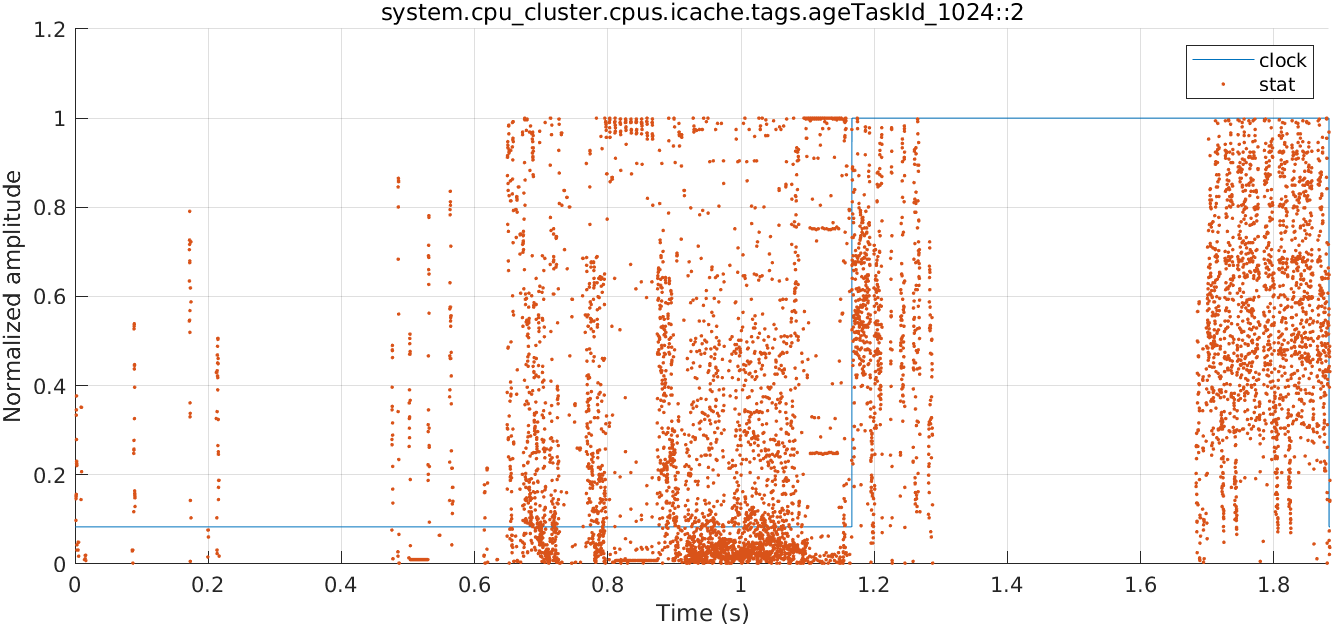 system.cpu_cluster.cpus.icache.tags.ageTaskId_1024::2
clock
stat
Normalized amplitude
1.2
1
0.8
0.6
0.4
0.2
0
0 0.2 0.4 0.6 0.8 1 1.2 1.4 1.6 1.8
Time (s)